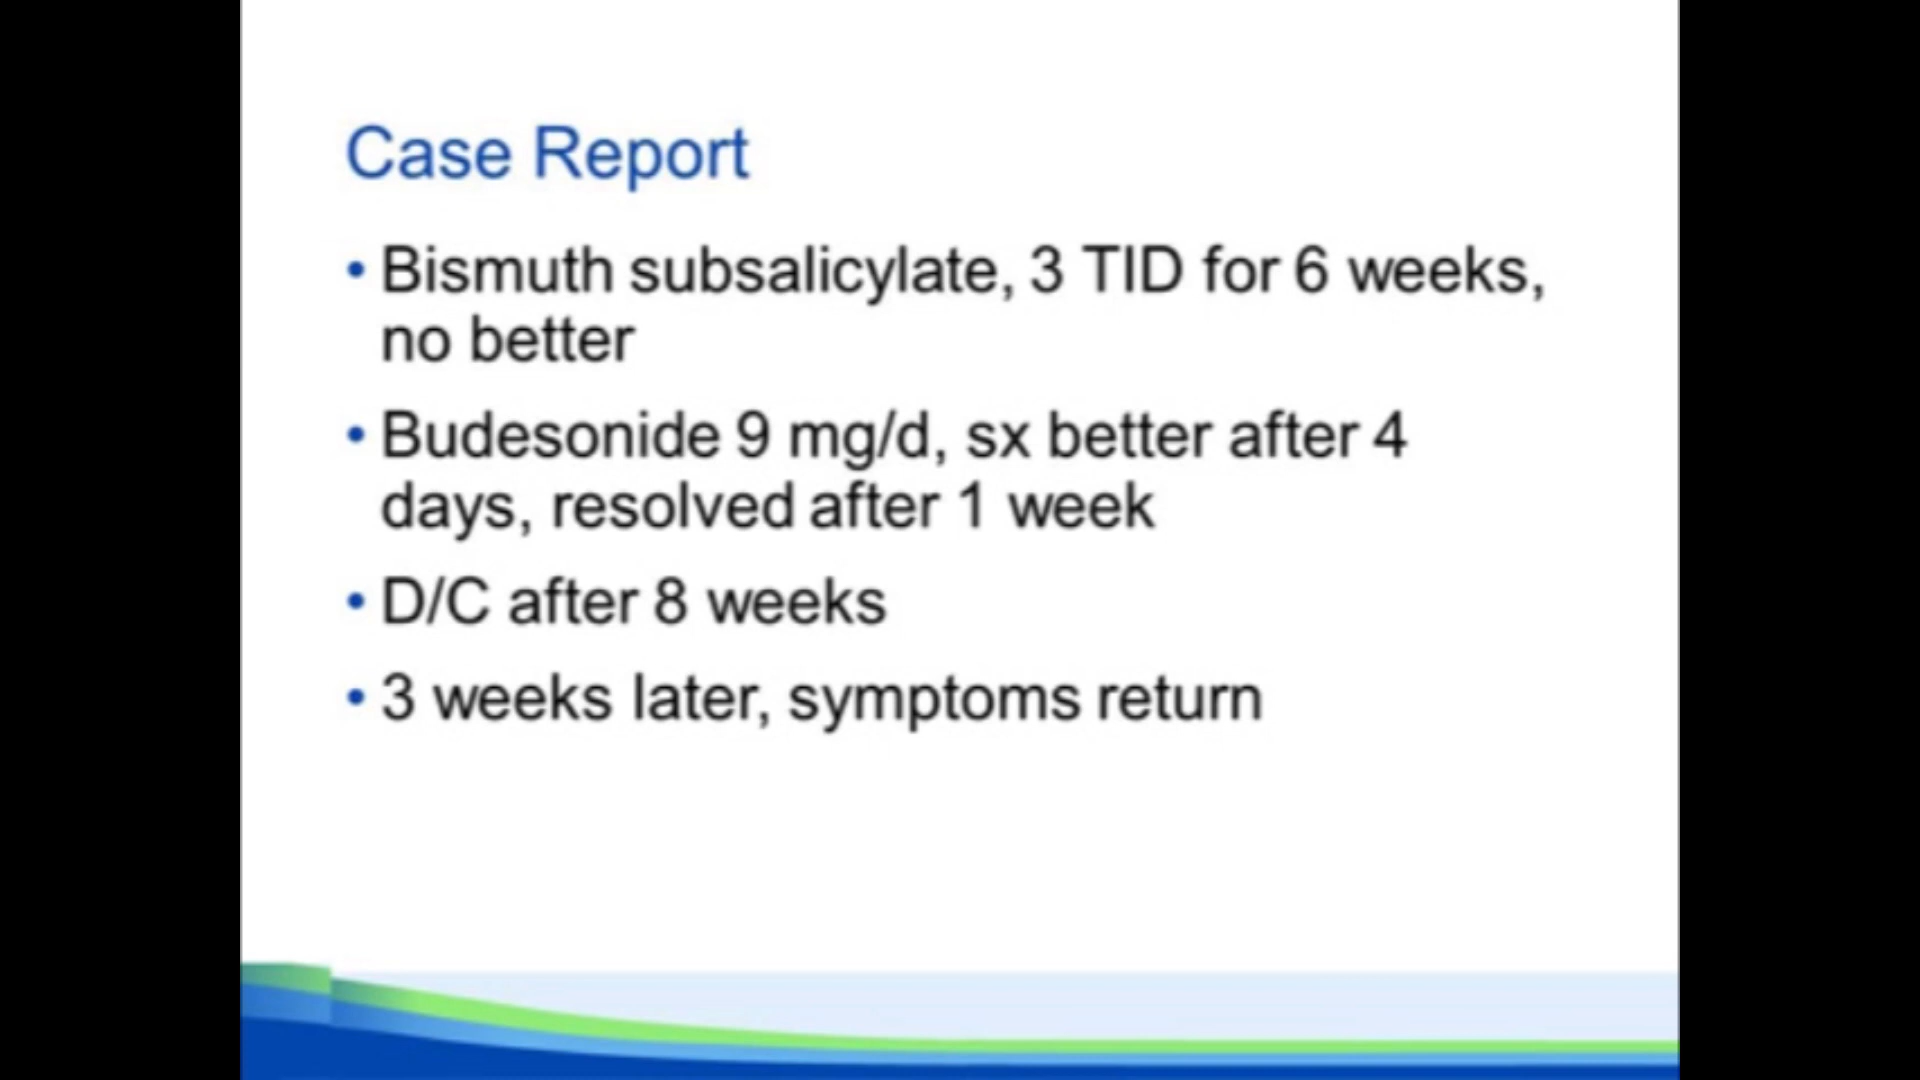 Case Report
• Bismuth subsalicylate, 3 TID for 6 weeks,
no better
• Budesonide 9 mg/d, sx better after 4
days, resolved after 1 week
• D/C after 8 weeks
• 3 weeks later, symptoms return